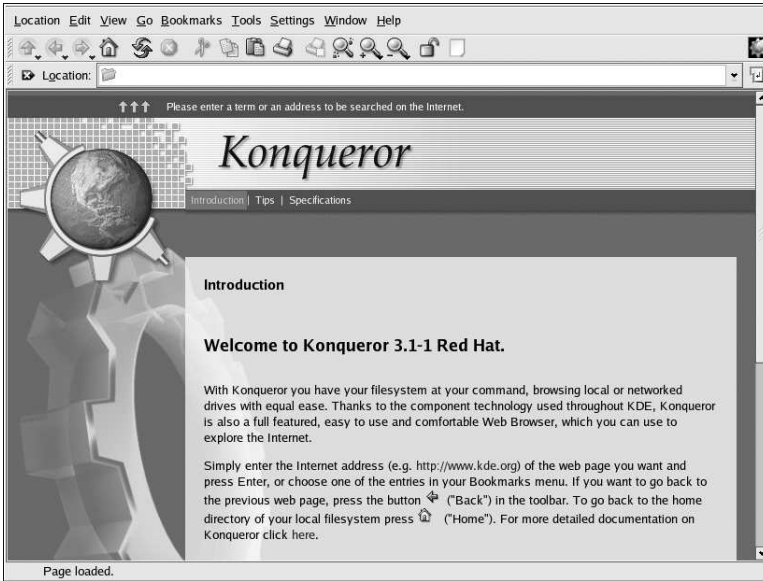 Location Edit View Go Bookmarks Tools Settings Window Help
Location:
Please enter a term or an address to be searched on the Internet.
Konqueror
Introduction | Tips | Specifications
Introduction
Welcome to Konqueror 3.1-1 Red Hat.
With Konqueror you have your filesystem at your command, browsing local or networked
drives with equal ease. Thanks to the component technology used throughout KDE, Konqueror
is also a full featured, easy to use and comfortable Web Browser, which you can use to
explore the Internet.
Simply enter the Internet address (e.g. http://www.kde.org) of the web page you want and
press Enter, or choose one of the entries in your Bookmarks menu. If you want to go back to
the previous web page, press the button ("Back") in the toolbar. To go back to the home
directory of your local filesystem press ("Home"). For more detailed documentation on
Konqueror click here.
Page loaded.